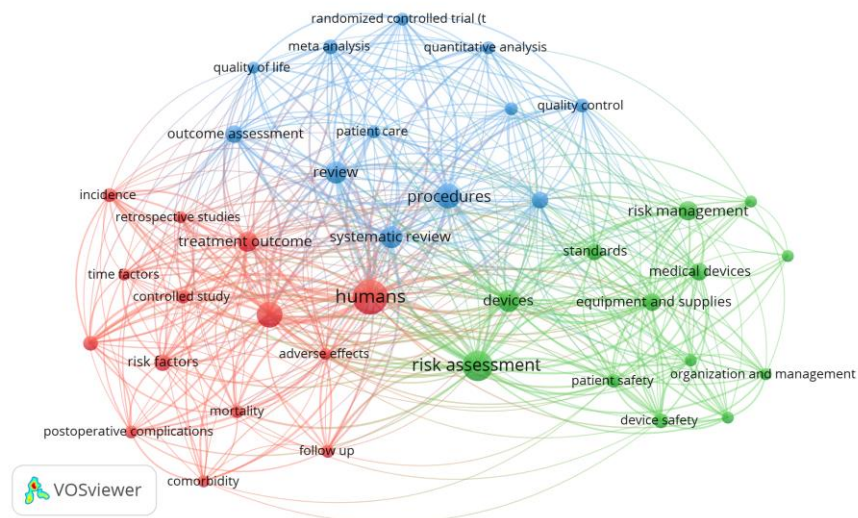 randomized controlled trial (t
meta analysis
quantitative analysis
quality of life
quality control
outcome assessment
patient care
review
procedures
incidence
retrospective studies
risk management
treatment outcome
systematic review
standards
time factors
medical devices
controlled study
humans
devices
equipment and supplies
adverse effects
risk factors
risk assessment
organization and management
patient safety
mortality
device safety
postoperative complications
follow up
comorbidity
VOSviewer